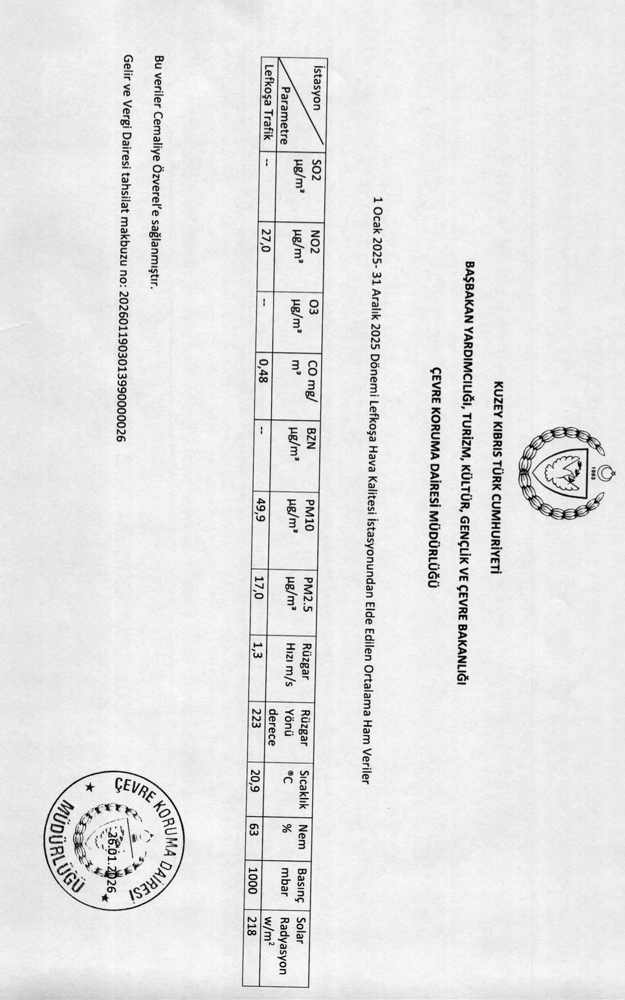 1983
KUZEY KIBRIS TÜRK CUMHURİYETİ
BAŞBAKAN YARDIMCILIĞI, TURİZM, KÜLTÜR, GENÇLİK VE ÇEVRE BAKANLIĞI
ÇEVRE KORUMA DAİRESİ MÜDÜRLÜĞÜ
1 Ocak 2025- 31 Aralık 2025 Dönemi Lefkoşa Hava Kalitesi İstasyonundan Elde Edilen Ortalama Ham Veriler
İstasyon SO2 NO2 O3 CO mg/ BZN PM10 PM2.5 Rüzgar Rüzgar Sıcaklık Nem Basınç Solar
µg/m³ µg/m³ µg/m³ m³ µg/m³ µg/m³ µg/m³ Hızı m/s Yönü ºC % mbar Radyasyon
Parametre derece w/m²
Lefkoşa Trafik -- 27,0 -- 0,48 -- 49,9 17,0 1,3 223 20,9 63 1000 218
Bu veriler Cemaliye Özverel’e sağlanmıştır.
Gelir ve Vergi Dairesi tahsilat makbuzu no: 20260119030139900000026
ÇEVRE KORUMA DAİRESİ
26.01.2026
MÜDÜRLÜĞÜ